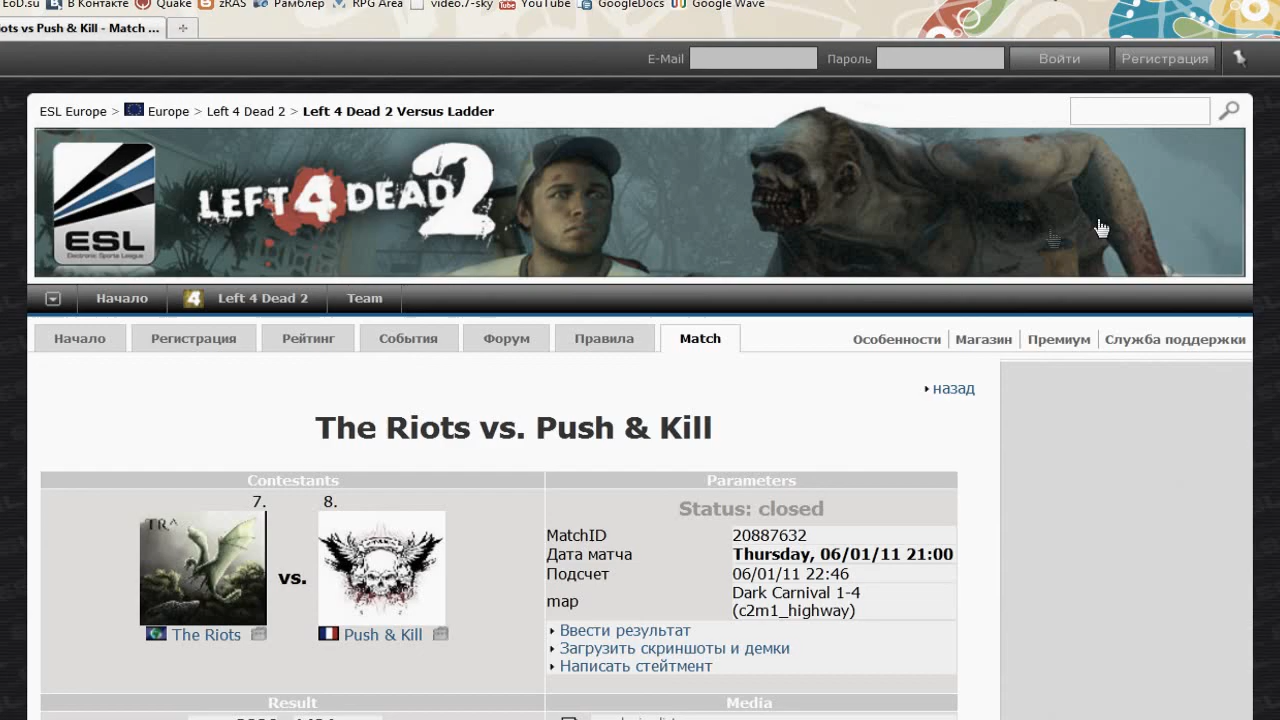 EoD.su В Контакте Quake zRAS Рамблер RPG Area video.7-sky YouTube GoogleDocs Google Wave
ots vs Push & Kill - Match ...
E-Mail Пароль Войти Регистрация
ESL Europe > Europe > Left 4 Dead 2 > Left 4 Dead 2 Versus Ladder
ESL
Electronic Sports League
LEFT 4 DEAD 2
Начало Left 4 Dead 2 Team
Начало Регистрация Рейтинг События Форум Правила Match Особенности Магазин Премиум Служба поддержки
назад
The Riots vs. Push & Kill
Contestants
7. 8.
TR^
vs.
The Riots Push & Kill
Parameters
Status: closed
MatchID 20887632
Дата матча Thursday, 06/01/11 21:00
Подсчет 06/01/11 22:46
map Dark Carnival 1-4
(c2m1_highway)
Ввести результат
Загрузить скриншоты и демки
Написать стейтмент
Result
Media